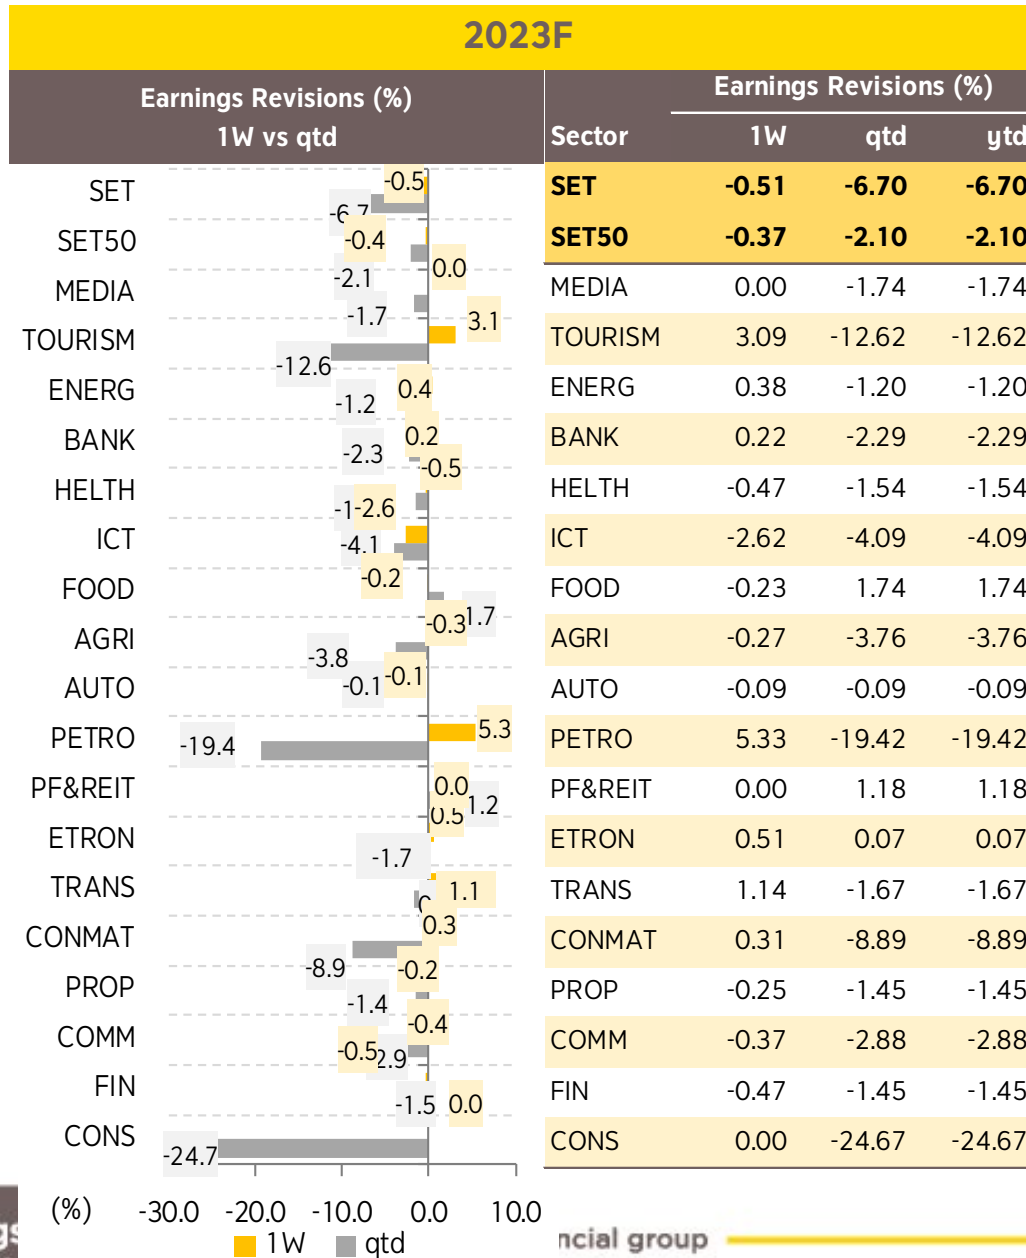 2023F
Earnings Revisions (%)
1W vs qtd
SET
-0.5
-6.7
SET50
-0.4
-2.1
0.0
MEDIA
-1.7
3.1
TOURISM
-12.6
ENERG
0.4
-1.2
BANK
0.2
-2.3
-0.5
HELTH
-1
-2.6
ICT
-4.1
-0.2
FOOD
1.7
-0.3
AGRI
-3.8
-0.1
AUTO
-0.1
PETRO
5.3
-19.4
PF&REIT
0.0
1.2
0.5
ETRON
-1.7
TRANS
1.1
0.3
CONMAT
-8.9
-0.2
PROP
-1.4
-0.4
COMM
-0.5
2.9
FIN
-1.5
0.0
CONS
-24.7
(%)
-30.0 -20.0 -10.0 0.0 10.0
1W qtd
Earnings Revisions (%)
Sector 1W qtd ytd
SET -0.51 -6.70 -6.70
SET50 -0.37 -2.10 -2.10
MEDIA 0.00 -1.74 -1.74
TOURISM 3.09 -12.62 -12.62
ENERG 0.38 -1.20 -1.20
BANK 0.22 -2.29 -2.29
HELTH -0.47 -1.54 -1.54
ICT -2.62 -4.09 -4.09
FOOD -0.23 1.74 1.74
AGRI -0.27 -3.76 -3.76
AUTO -0.09 -0.09 -0.09
PETRO 5.33 -19.42 -19.42
PF&REIT 0.00 1.18 1.18
ETRON 0.51 0.07 0.07
TRANS 1.14 -1.67 -1.67
CONMAT 0.31 -8.89 -8.89
PROP -0.25 -1.45 -1.45
COMM -0.37 -2.88 -2.88
FIN -0.47 -1.45 -1.45
CONS 0.00 -24.67 -24.67
ncial group